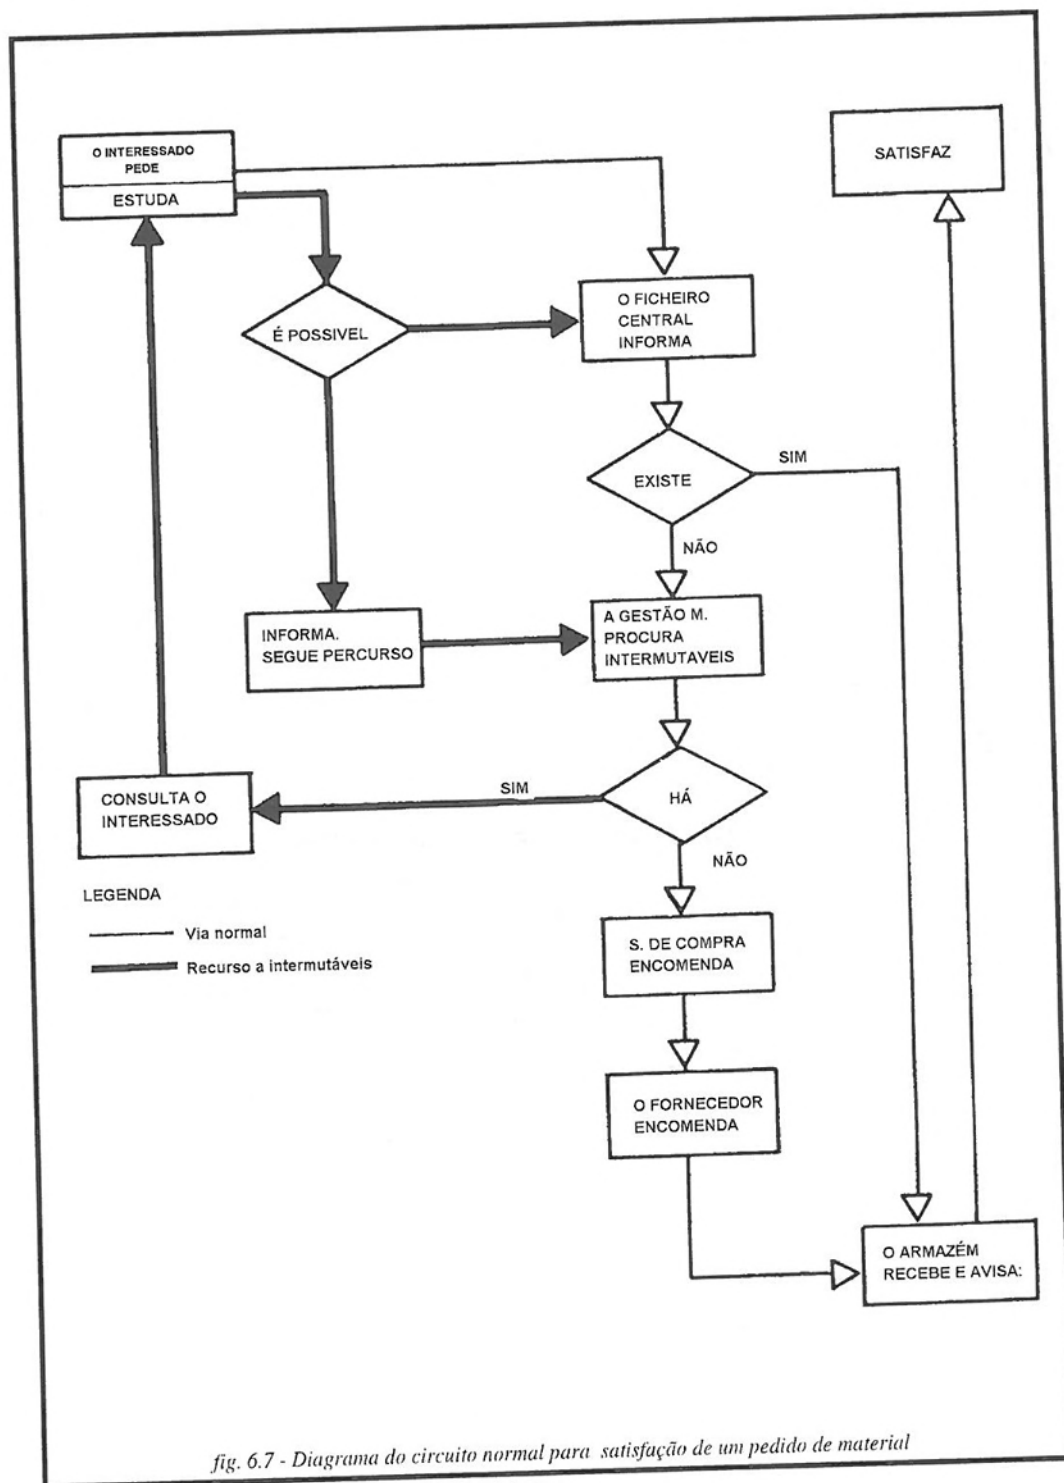 O INTERESSADO
PEDE
ESTUDA
SATISFAZ
É POSSIVEL
O FICHEIRO
CENTRAL
INFORMA
EXISTE
SIM
NÃO
INFORMA.
SEGUE PERCURSO
A GESTÃO M.
PROCURA
INTERMUTAVEIS
CONSULTA O
INTERESSADO
SIM
HÁ
NÃO
LEGENDA
Via normal
Recurso a intermutáveis
S. DE COMPRA
ENCOMENDA
O FORNECEDOR
ENCOMENDA
O ARMAZÉM
RECEBE E AVISA:
fig. 6.7 - Diagrama do circuito normal para satisfação de um pedido de material